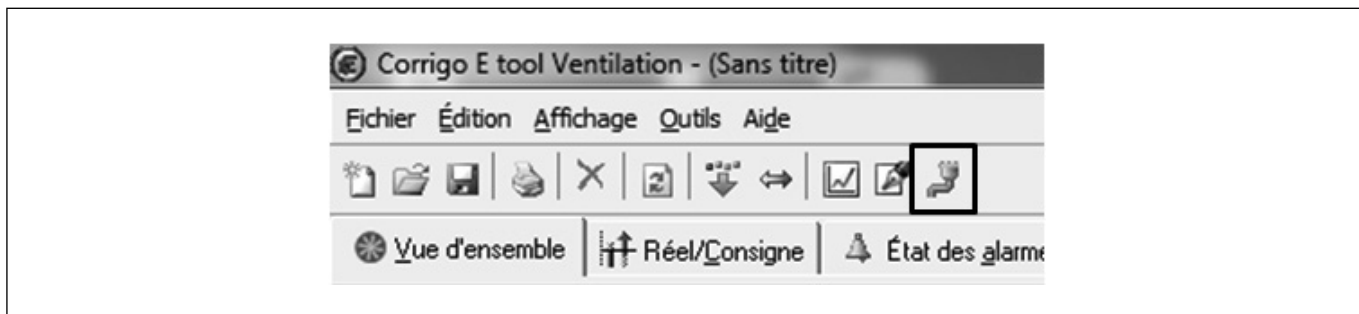 Corrigo E tool Ventilation - (Sans titre)
Fichier Édition Affichage Outils Aide
Vue d'ensemble Réel/Consigne État des alarme